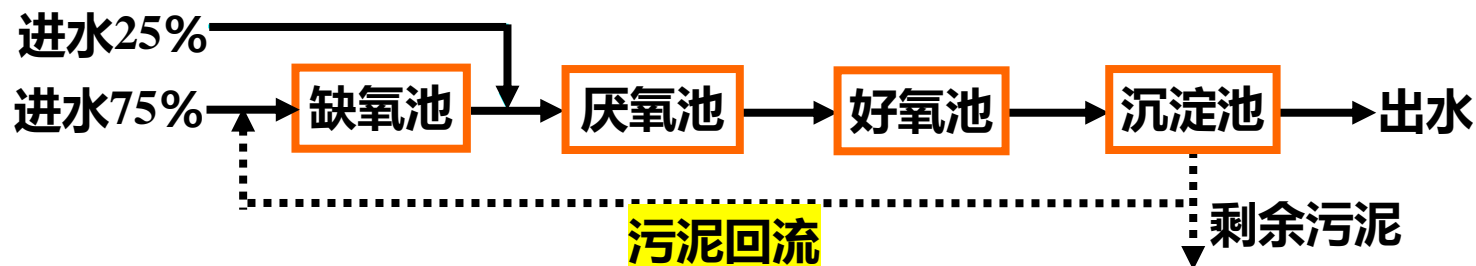 进水25%
进水75%
缺氧池
厌氧池
好氧池
沉淀池
出水
污泥回流
剩余污泥